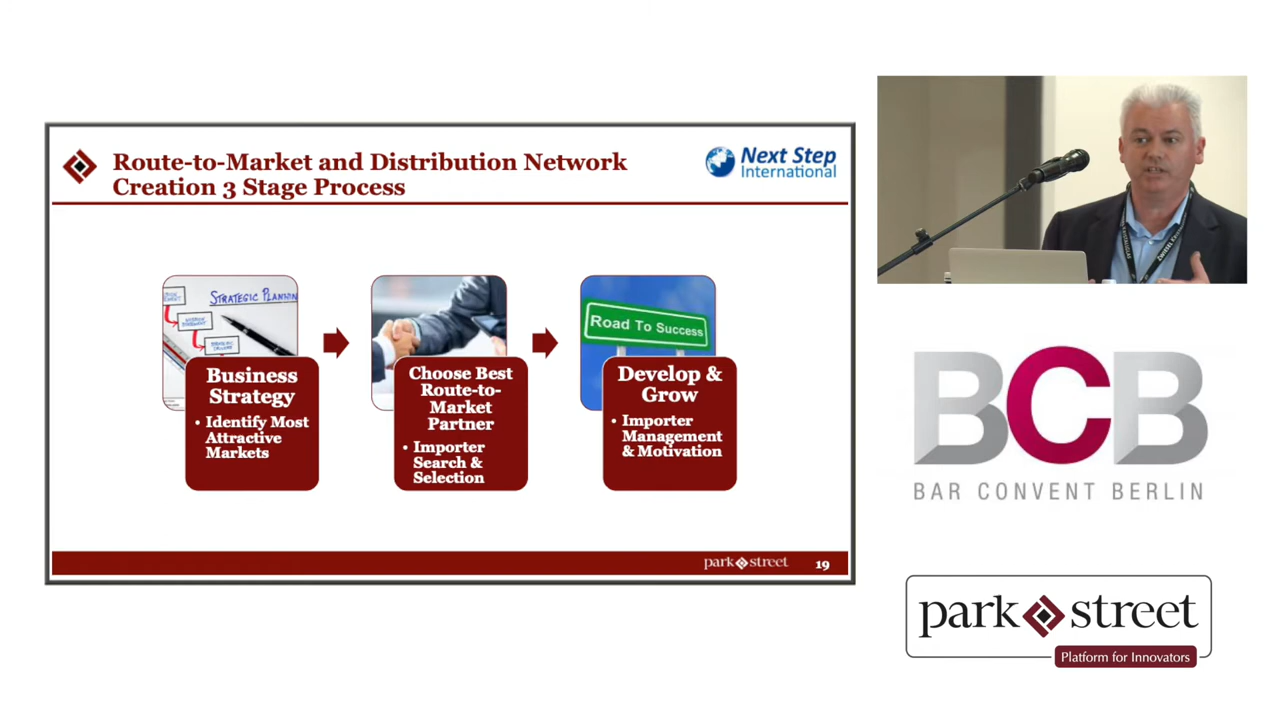 Route-to-Market and Distribution Network
Creation 3 Stage Process
Next Step
International
STRATEGIC PLANNIN
Business
Strategy
• Identify Most
Attractive
Markets
Choose Best
Route-to-
Market
Partner
• Importer
Search &
Selection
Road To Success
Develop &
Grow
• Importer
Management
& Motivation
park street
19
BCB
BAR CONVENT BERLIN
park street
Platform for Innovators